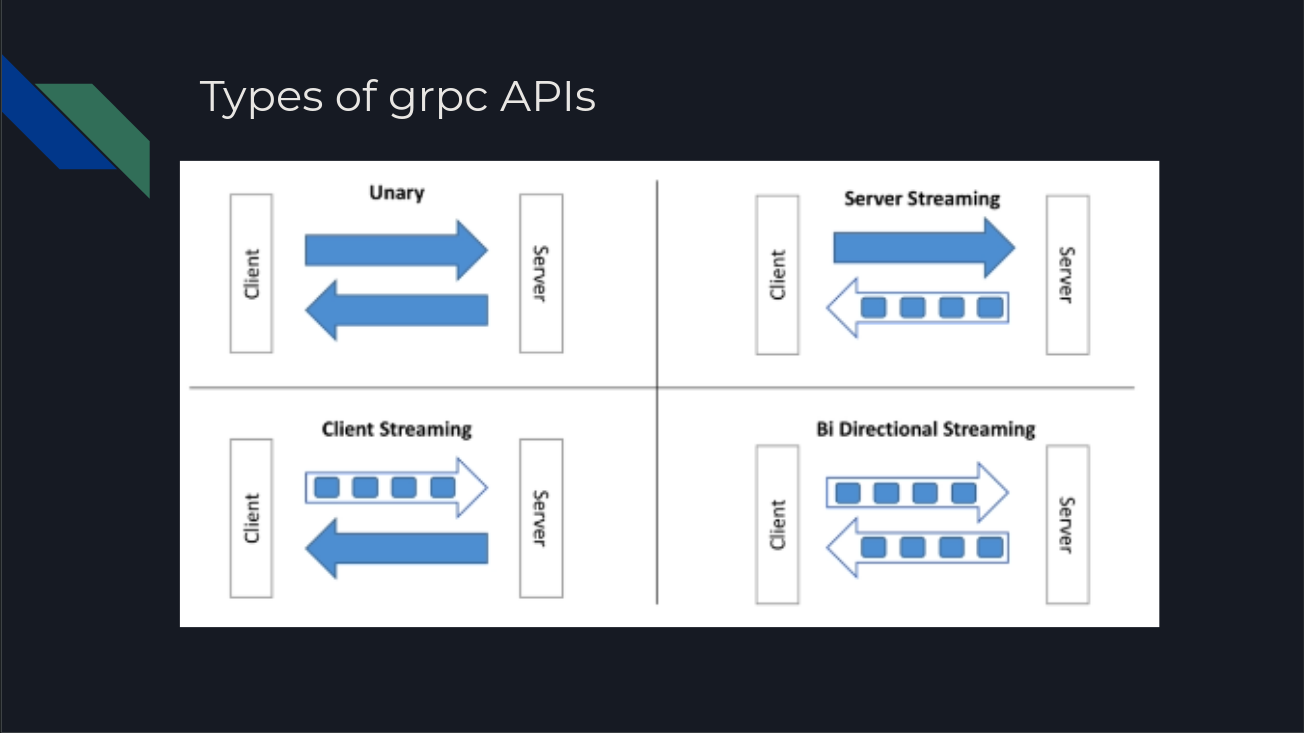 Types of grpc APIs
Unary
Client
Server
Server Streaming
Client
Server
Client Streaming
Client
Server
Bi Directional Streaming
Client
Server